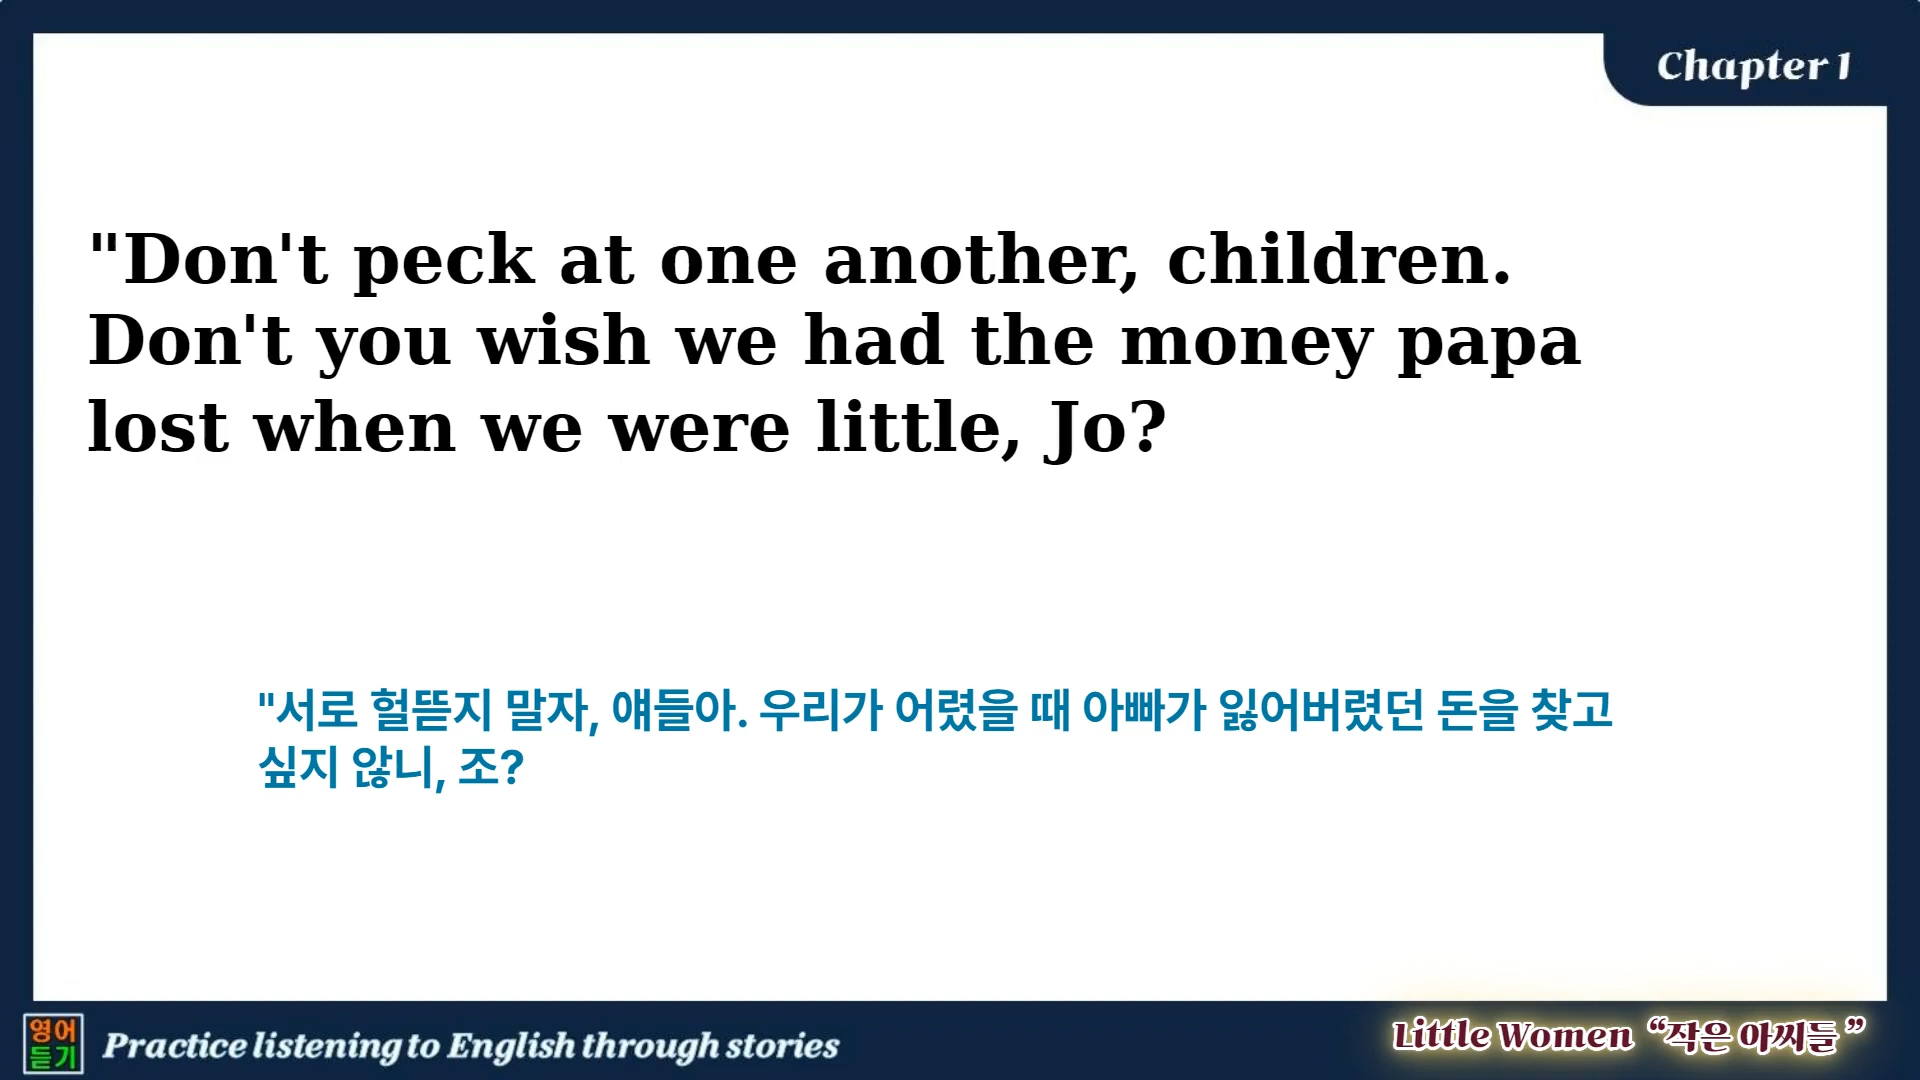 Chapter 1
"Don't peck at one another, children.
Don't you wish we had the money papa
lost when we were little, Jo?
"서로 헐뜯지 말자, 얘들아. 우리가 어렸을 때 아빠가 잃어버렸던 돈을 찾고
싶지 않니, 조?
영어
듣기
Practice listening to English through stories
Little Women “작은 아씨들”